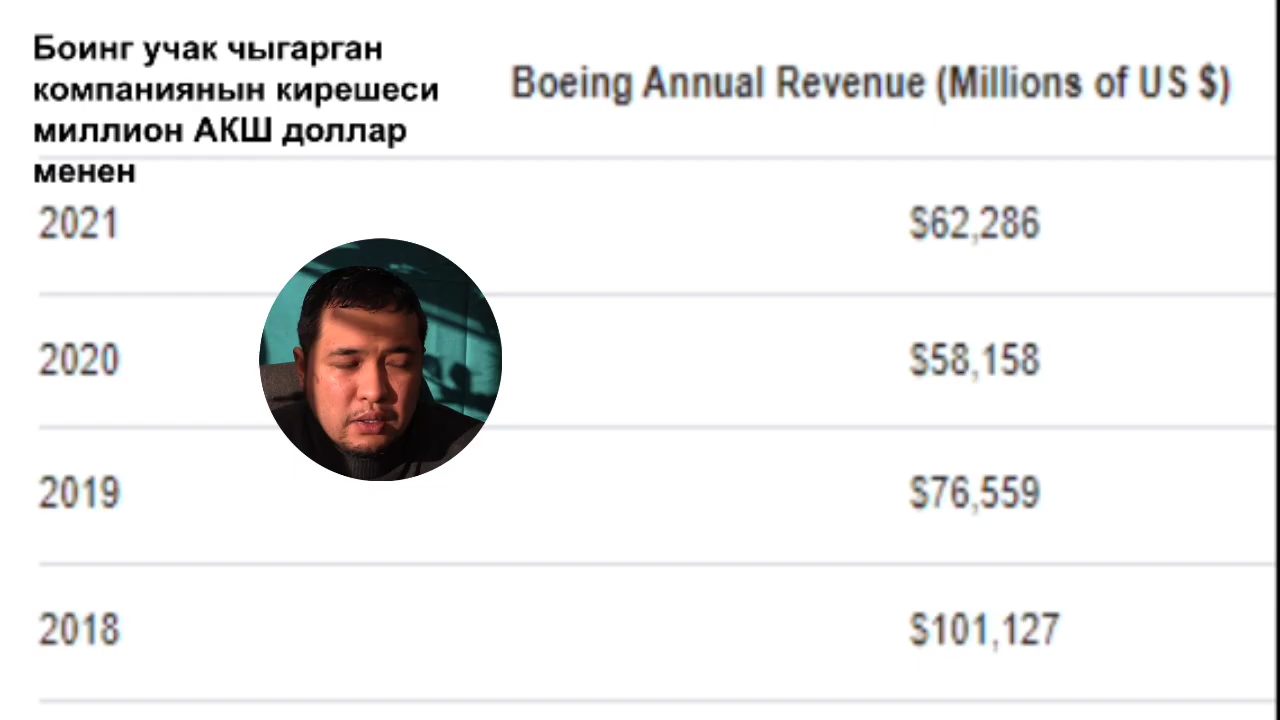 Боинг учак чыгарган
компаниянын кирешеси
миллион АКШ доллар
менен
Boeing Annual Revenue (Millions of US $)
2021 $62,286
2020 $58,158
2019 $76,559
2018 $101,127